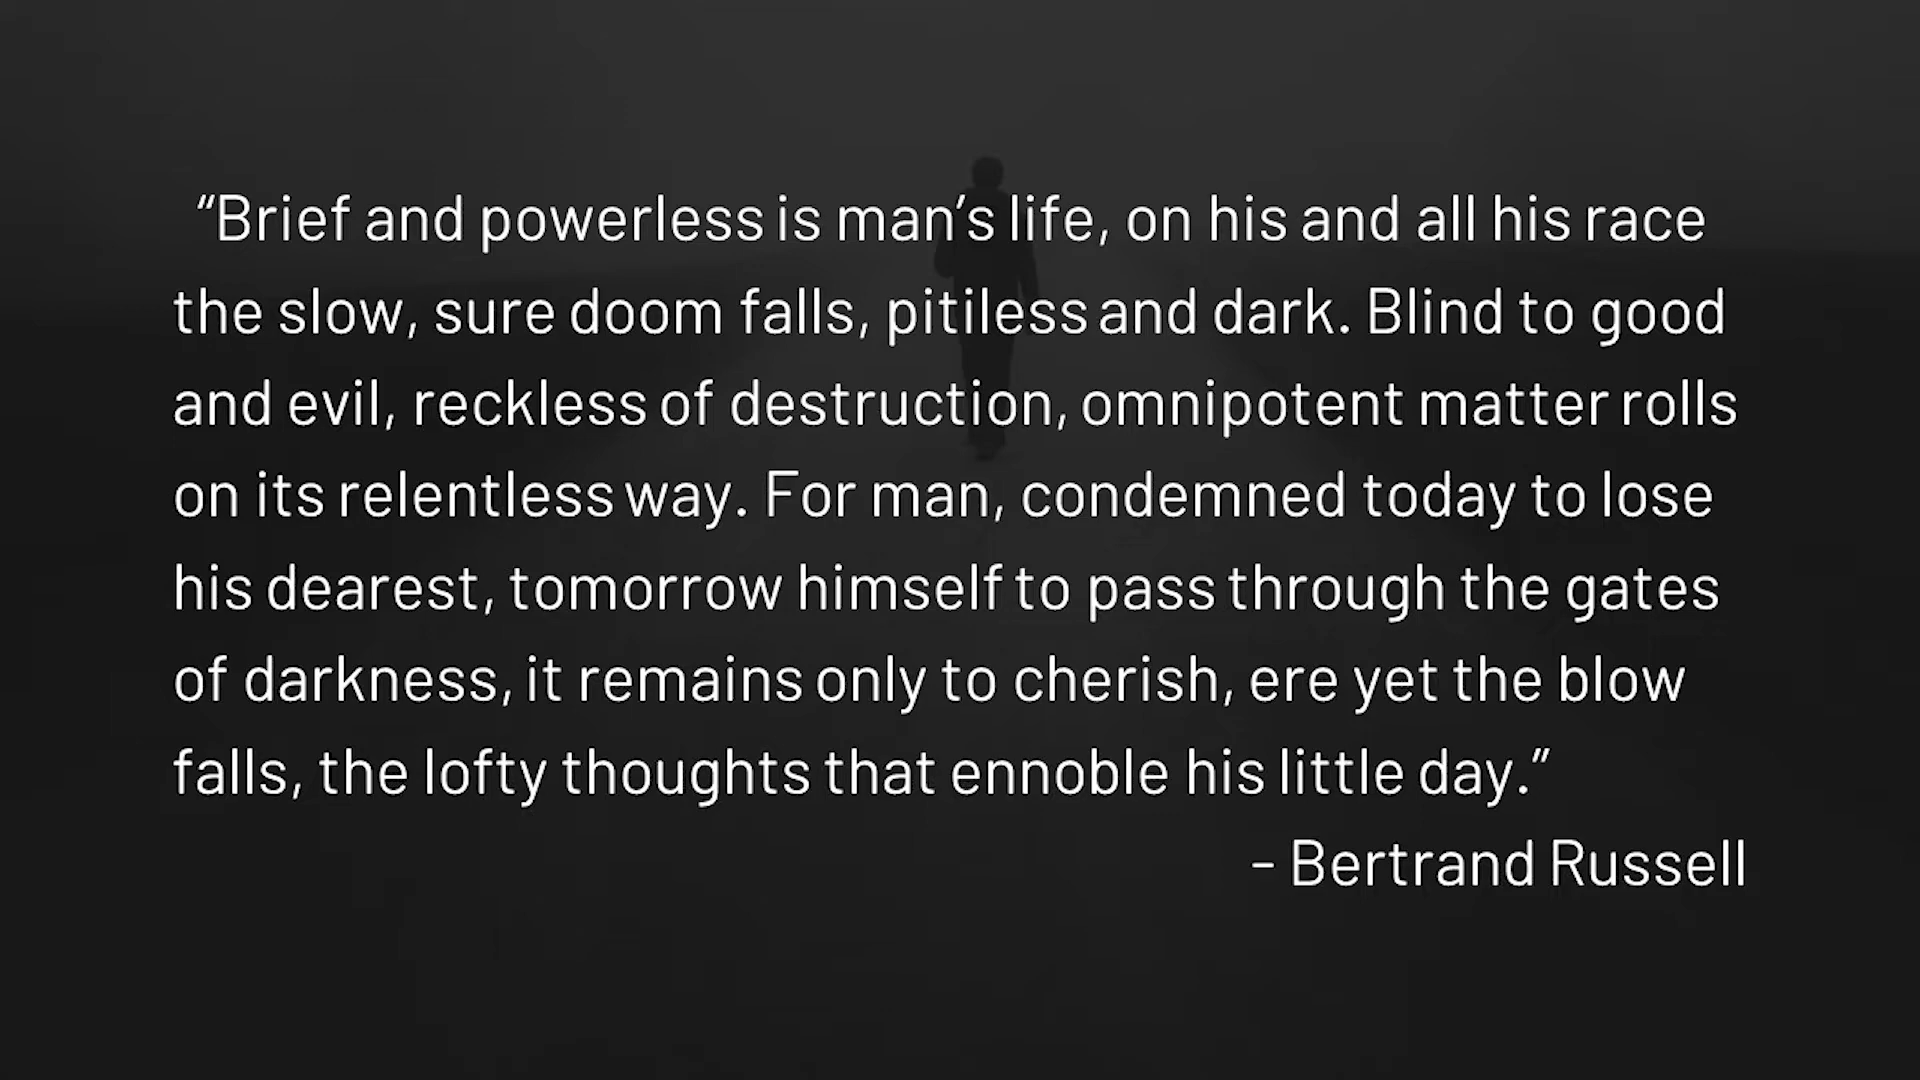 “Brief and powerless is man’s life, on his and all his race
the slow, sure doom falls, pitiless and dark. Blind to good
and evil, reckless of destruction, omnipotent matter rolls
on its relentless way. For man, condemned today to lose
his dearest, tomorrow himself to pass through the gates
of darkness, it remains only to cherish, ere yet the blow
falls, the lofty thoughts that ennoble his little day.”
- Bertrand Russell